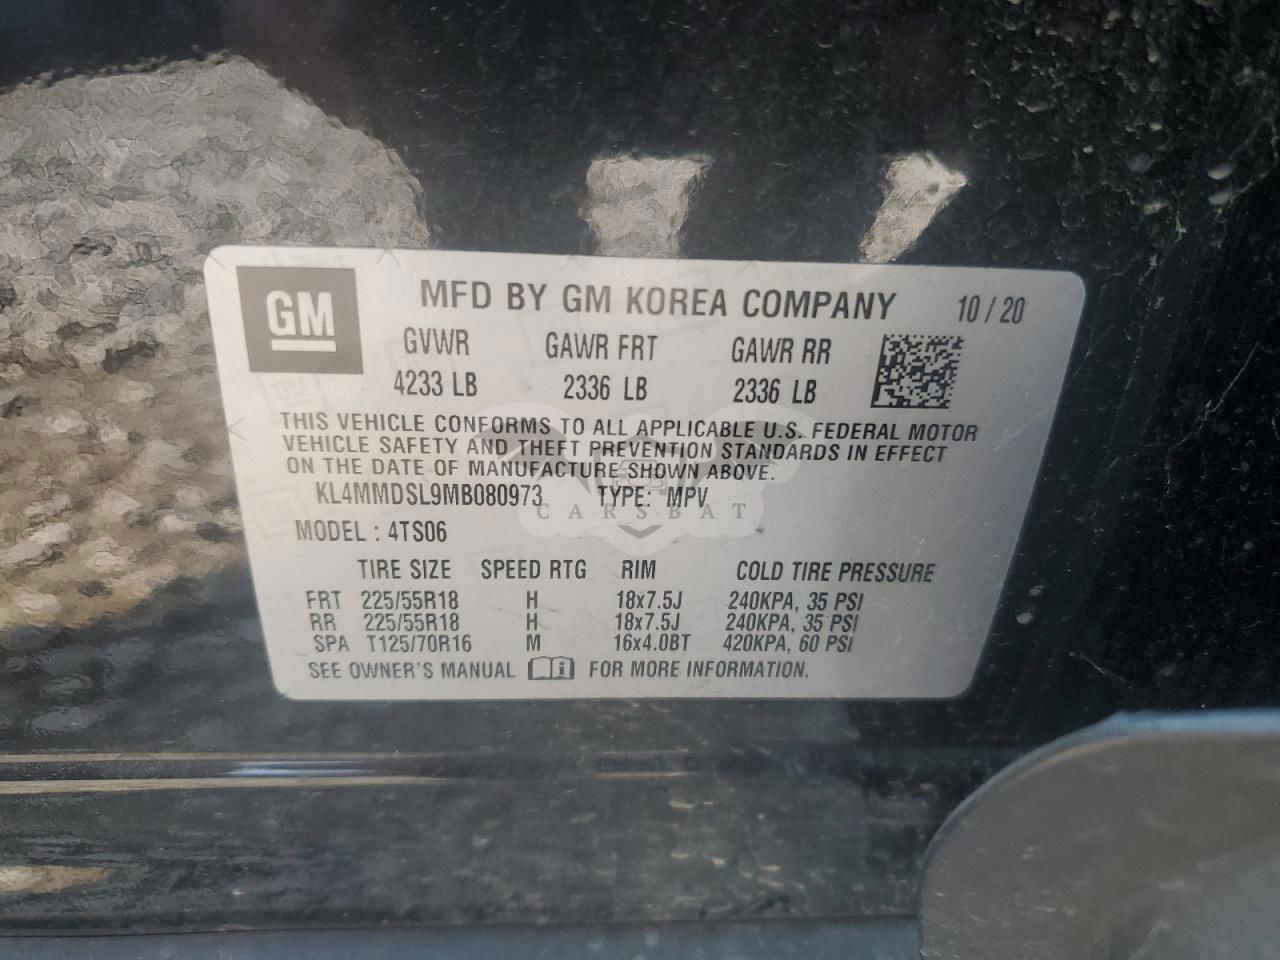 GM
MFD BY GM KOREA COMPANY 10/20
GVWR GAWR FRT GAWR RR
4233 LB 2336 LB 2336 LB
THIS VEHICLE CONFORMS TO ALL APPLICABLE U.S. FEDERAL MOTOR
VEHICLE SAFETY AND THEFT PREVENTION STANDARDS IN EFFECT
ON THE DATE OF MANUFACTURE SHOWN ABOVE.
KL4MMDSL9MB080973 TYPE: MPV
CARSBAT
MODEL : 4TS06
TIRE SIZE SPEED RTG RIM COLD TIRE PRESSURE
FRT 225/55R18 H 18x7.5J 240KPA, 35 PSI
RR 225/55R18 H 18x7.5J 240KPA, 35 PSI
SPA T125/70R16 M 16x4.0BT 420KPA, 60 PSI
SEE OWNER'S MANUAL FOR MORE INFORMATION.